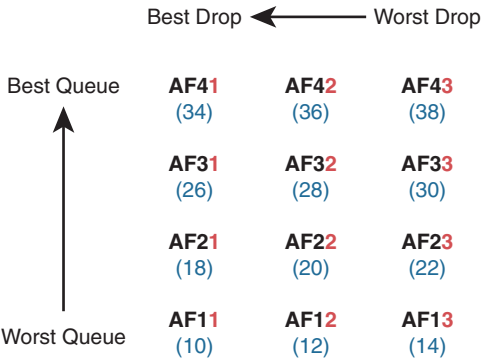 Best Drop Worst Drop
Best Queue AF41 AF42 AF43
(34) (36) (38)
AF31 AF32 AF33
(26) (28) (30)
AF21 AF22 AF23
(18) (20) (22)
Worst Queue AF11 AF12 AF13
(10) (12) (14)